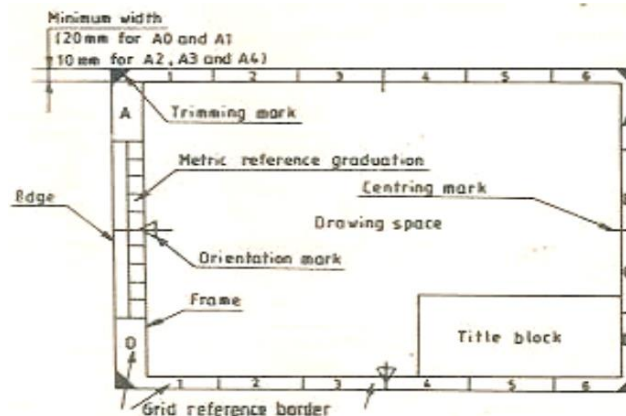 Minimum width
(20mm for A0 and A1
10mm for A2, A3 and A4)
1 2 3 4 5 6
A
Trimming mark
Metric reference graduation
Edge
Centring mark
Drawing space
Orientation mark
Frame
Title block
D
1 2 3 4 5 6
Grid reference border